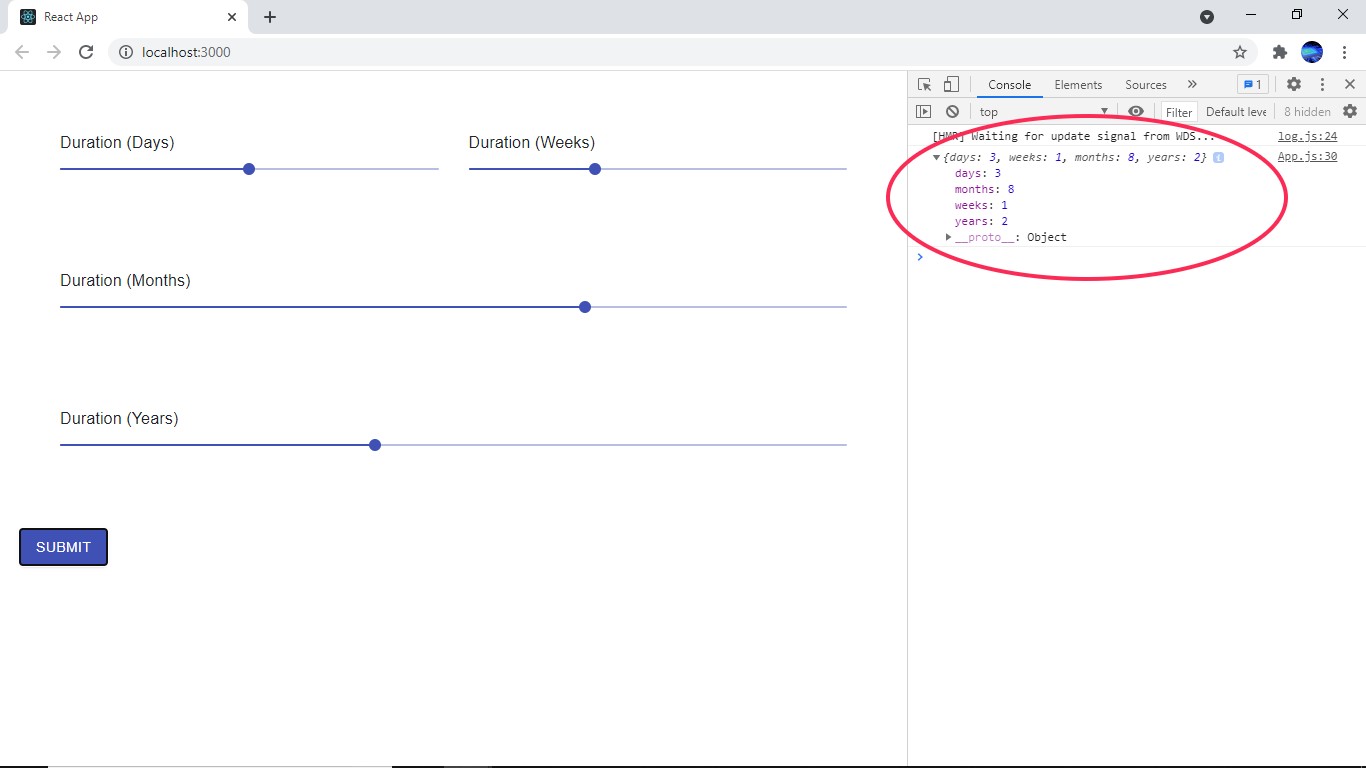 React App
localhost:3000
Duration (Days)
Duration (Weeks)
Duration (Months)
Duration (Years)
SUBMIT
Console Elements Sources 1
top Filter Default leve 8 hidden
[HMR] Waiting for update signal from WDS... log.js:24
{days: 3, weeks: 1, months: 8, years: 2} i App.js:30
days: 3
months: 8
weeks: 1
years: 2
__proto__: Object